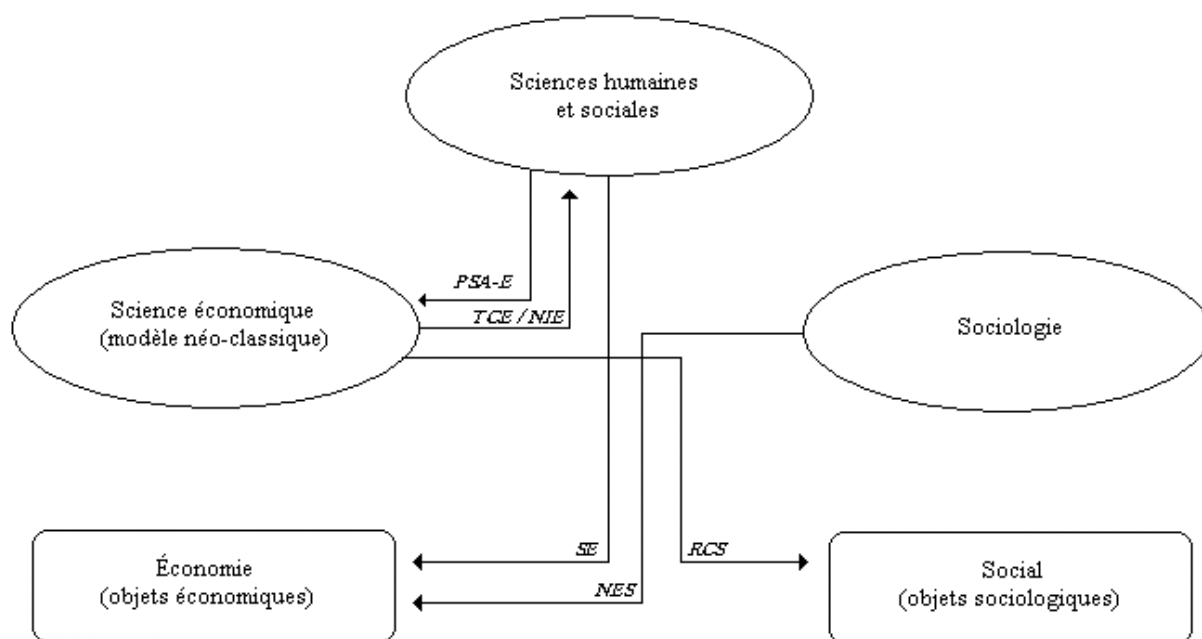 Sciences humaines
et sociales
PSA-E
TCE / NIE
Science économique
(modèle néo-classique)
Sociologie
SE
RCS
NES
Économie
(objets économiques)
Social
(objets sociologiques)